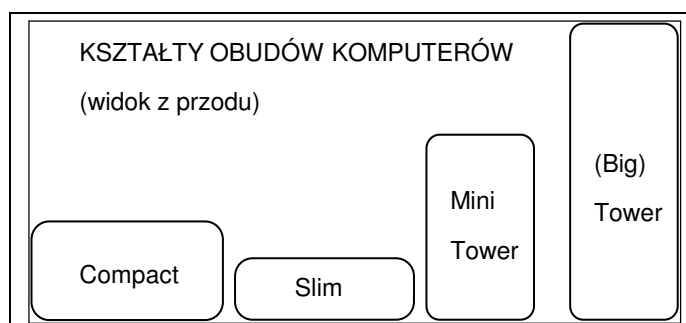 KSZTAŁTY OBUDÓW KOMPUTERÓW
(widok z przodu)
Compact
Slim
Mini
Tower
(Big)
Tower